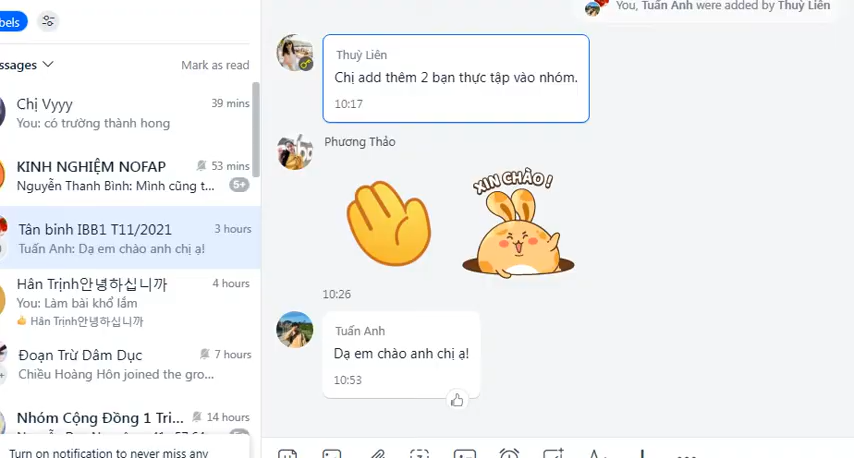 bels
ssages
Mark as read
Chị Vyyy
39 mins
You: có trường thành hong
KINH NGHIỆM NOFAP
53 mins
Nguyễn Thanh Bình: Mình cũng t...
5+
Tân binh IBB1 T11/2021
3 hours
Tuấn Anh: Dạ em chào anh chị ạ!
Hân Trịnh안녕하십니까
4 hours
You: Làm bài khổ lắm
Hân Trịnh안녕하십니까
Đoạn Trừ Dâm Dục
7 hours
Chiều Hoàng Hôn joined the gro...
Nhóm Cộng Đồng 1 Tri...
14 hours
Turn on notification to never miss any
You, Tuấn Anh were added by Thuỳ Liên
Thuỳ Liên
Chị add thêm 2 bạn thực tập vào nhóm.
10:17
Phương Thảo
XIN CHÀO!
10:26
Tuấn Anh
Dạ em chào anh chị ạ!
10:53